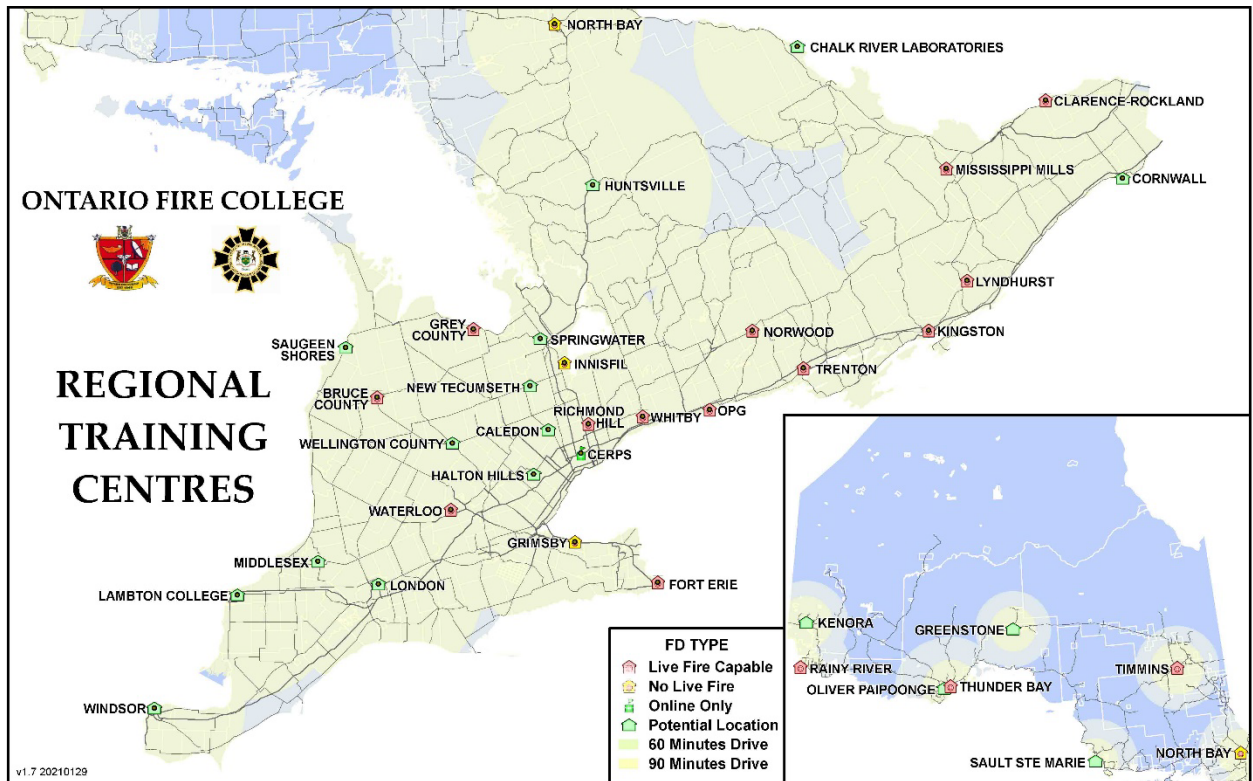 NORTH BAY
CHALK RIVER LABORATORIES
CLARENCE-ROCKLAND
MISSISSIPPI MILLS
CORNWALL
HUNTSVILLE
ONTARIO FIRE COLLEGE
LYNDHURST
GREY
COUNTY
SPRINGWATER
NORWOOD
KINGSTON
SAUGEEN
SHORES
INNISFIL
TRENTON
REGIONAL
TRAINING
CENTRES
NEW TECUMSETH
BRUCE
COUNTY
RICHMOND
HILL
WHITBY
OPG
CALEDON
WELLINGTON COUNTY
CERPS
HALTON HILLS
WATERLOO
GRIMSBY
MIDDLESEX
LONDON
FORT ERIE
LAMBTON COLLEGE
WINDSOR
FD TYPE
Live Fire Capable
No Live Fire
Online Only
Potential Location
60 Minutes Drive
90 Minutes Drive
KENORA
GREENSTONE
RAINY RIVER
TIMMINS
OLIVER PAIPOONGE
THUNDER BAY
NORTH BAY
SAULT STE MARIE
v1.7 20210129